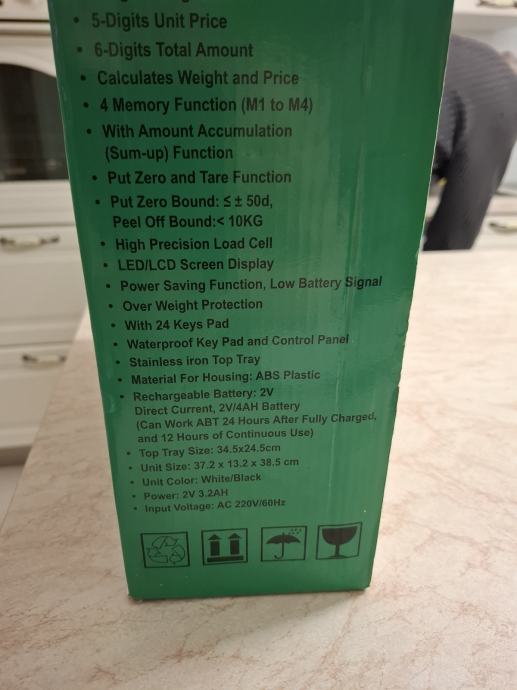 • 5-Digits Unit Price
• 6-Digits Total Amount
• Calculates Weight and Price
• 4 Memory Function (M1 to M4)
• With Amount Accumulation
(Sum-up) Function
• Put Zero and Tare Function
• Put Zero Bound: ≤ ± 50d,
Peel Off Bound:< 10KG
• High Precision Load Cell
• LED/LCD Screen Display
• Power Saving Function, Low Battery Signal
• Over Weight Protection
• With 24 Keys Pad
• Waterproof Key Pad and Control Panel
• Stainless iron Top Tray
• Material For Housing: ABS Plastic
• Rechargeable Battery: 2V
Direct Current, 2V/4AH Battery
(Can Work ABT 24 Hours After Fully Charged,
and 12 Hours of Continuous Use)
• Top Tray Size: 34.5x24.5cm
• Unit Size: 37.2 x 13.2 x 38.5 cm
• Unit Color: White/Black
• Power: 2V 3.2AH
• Input Voltage: AC 220V/60Hz